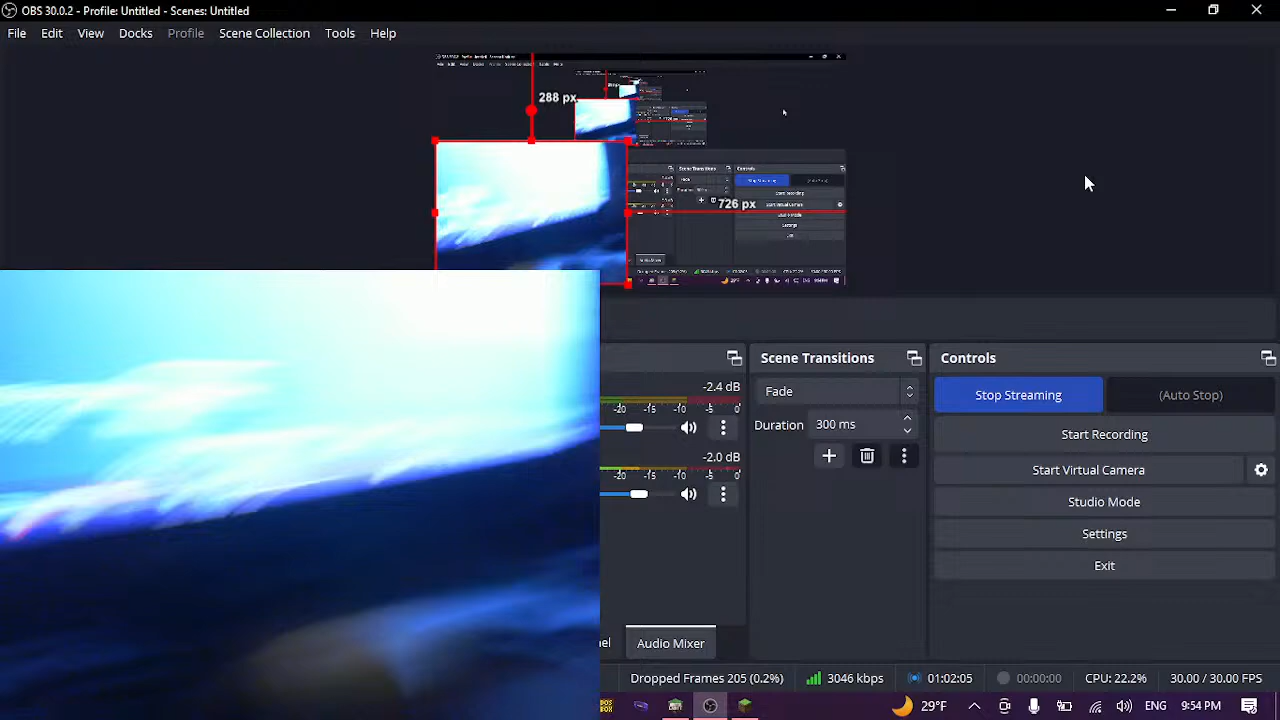 OBS 30.0.2 - Profile: Untitled - Scenes: Untitled
File Edit View Docks Profile Scene Collection Tools Help
288 px
Scene Transitions
Controls
726 px
Scene Transitions
Controls
-2.4 dB
-20 -15 -10 -5 0
-2.0 dB
-20 -15 -10 -5 0
Fade
Duration 300 ms
Stop Streaming
(Auto Stop)
Start Recording
Start Virtual Camera
Studio Mode
Settings
Exit
Audio Mixer
Dropped Frames 205 (0.2%) 3046 kbps 01:02:05 00:00:00 CPU: 22.2% 30.00 / 30.00 FPS
29°F ENG 5:54 PM